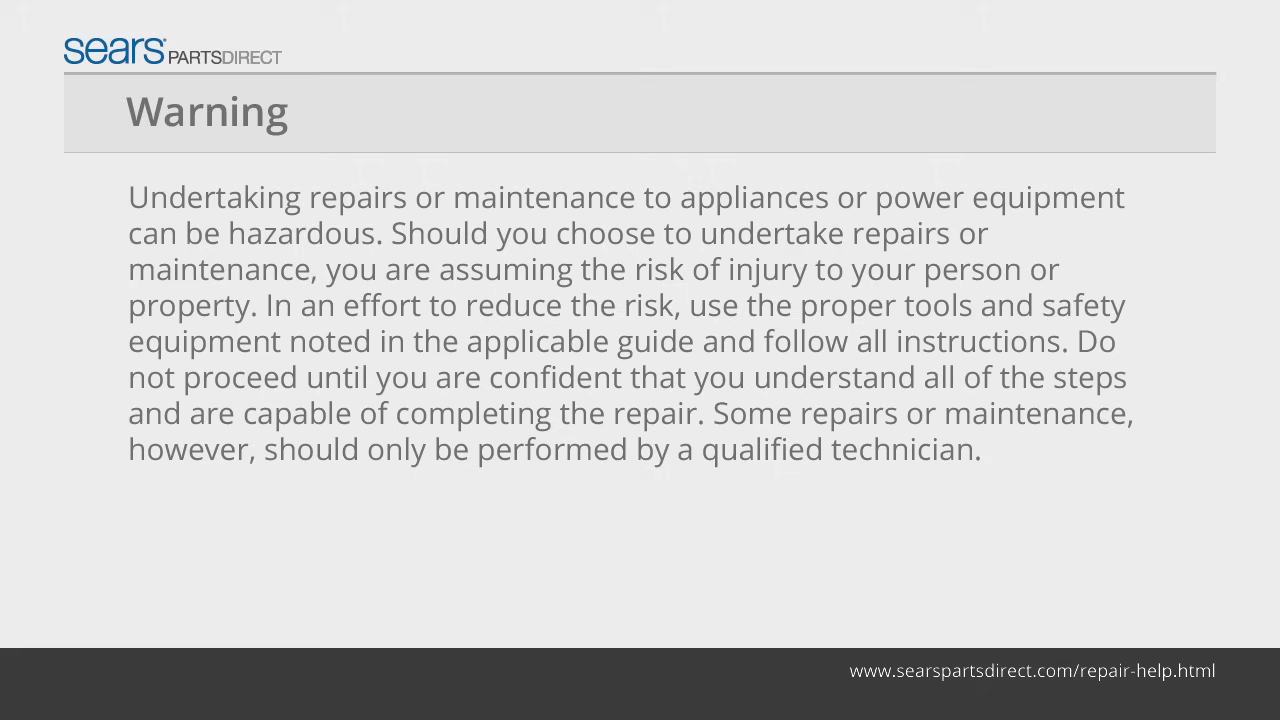 sears PARTSDIRECT
Warning
Undertaking repairs or maintenance to appliances or power equipment
can be hazardous. Should you choose to undertake repairs or
maintenance, you are assuming the risk of injury to your person or
property. In an effort to reduce the risk, use the proper tools and safety
equipment noted in the applicable guide and follow all instructions. Do
not proceed until you are confident that you understand all of the steps
and are capable of completing the repair. Some repairs or maintenance,
however, should only be performed by a qualified technician.
www.searspartsdirect.com/repair-help.html